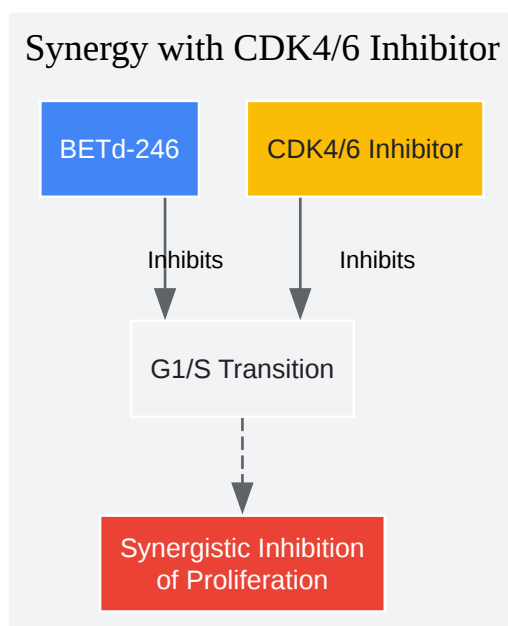 Synergy with CDK4/6 Inhibitor
BETd-246
CDK4/6 Inhibitor
Inhibits
Inhibits
G1/S Transition
Synergistic Inhibition
of Proliferation